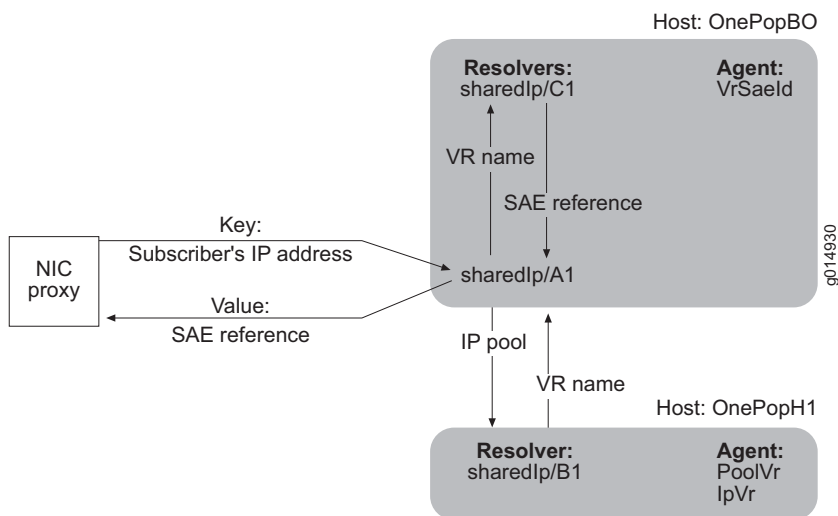 Host: OnePopBO
Resolvers:
sharedIp/C1
Agent:
VrSaeId
VR name
SAE reference
Key:
Subscriber's IP address
NIC
proxy
sharedIp/A1
Value:
SAE reference
g014930
IP pool
VR name
Host: OnePopH1
Resolver:
sharedIp/B1
Agent:
PoolVr
IpVr